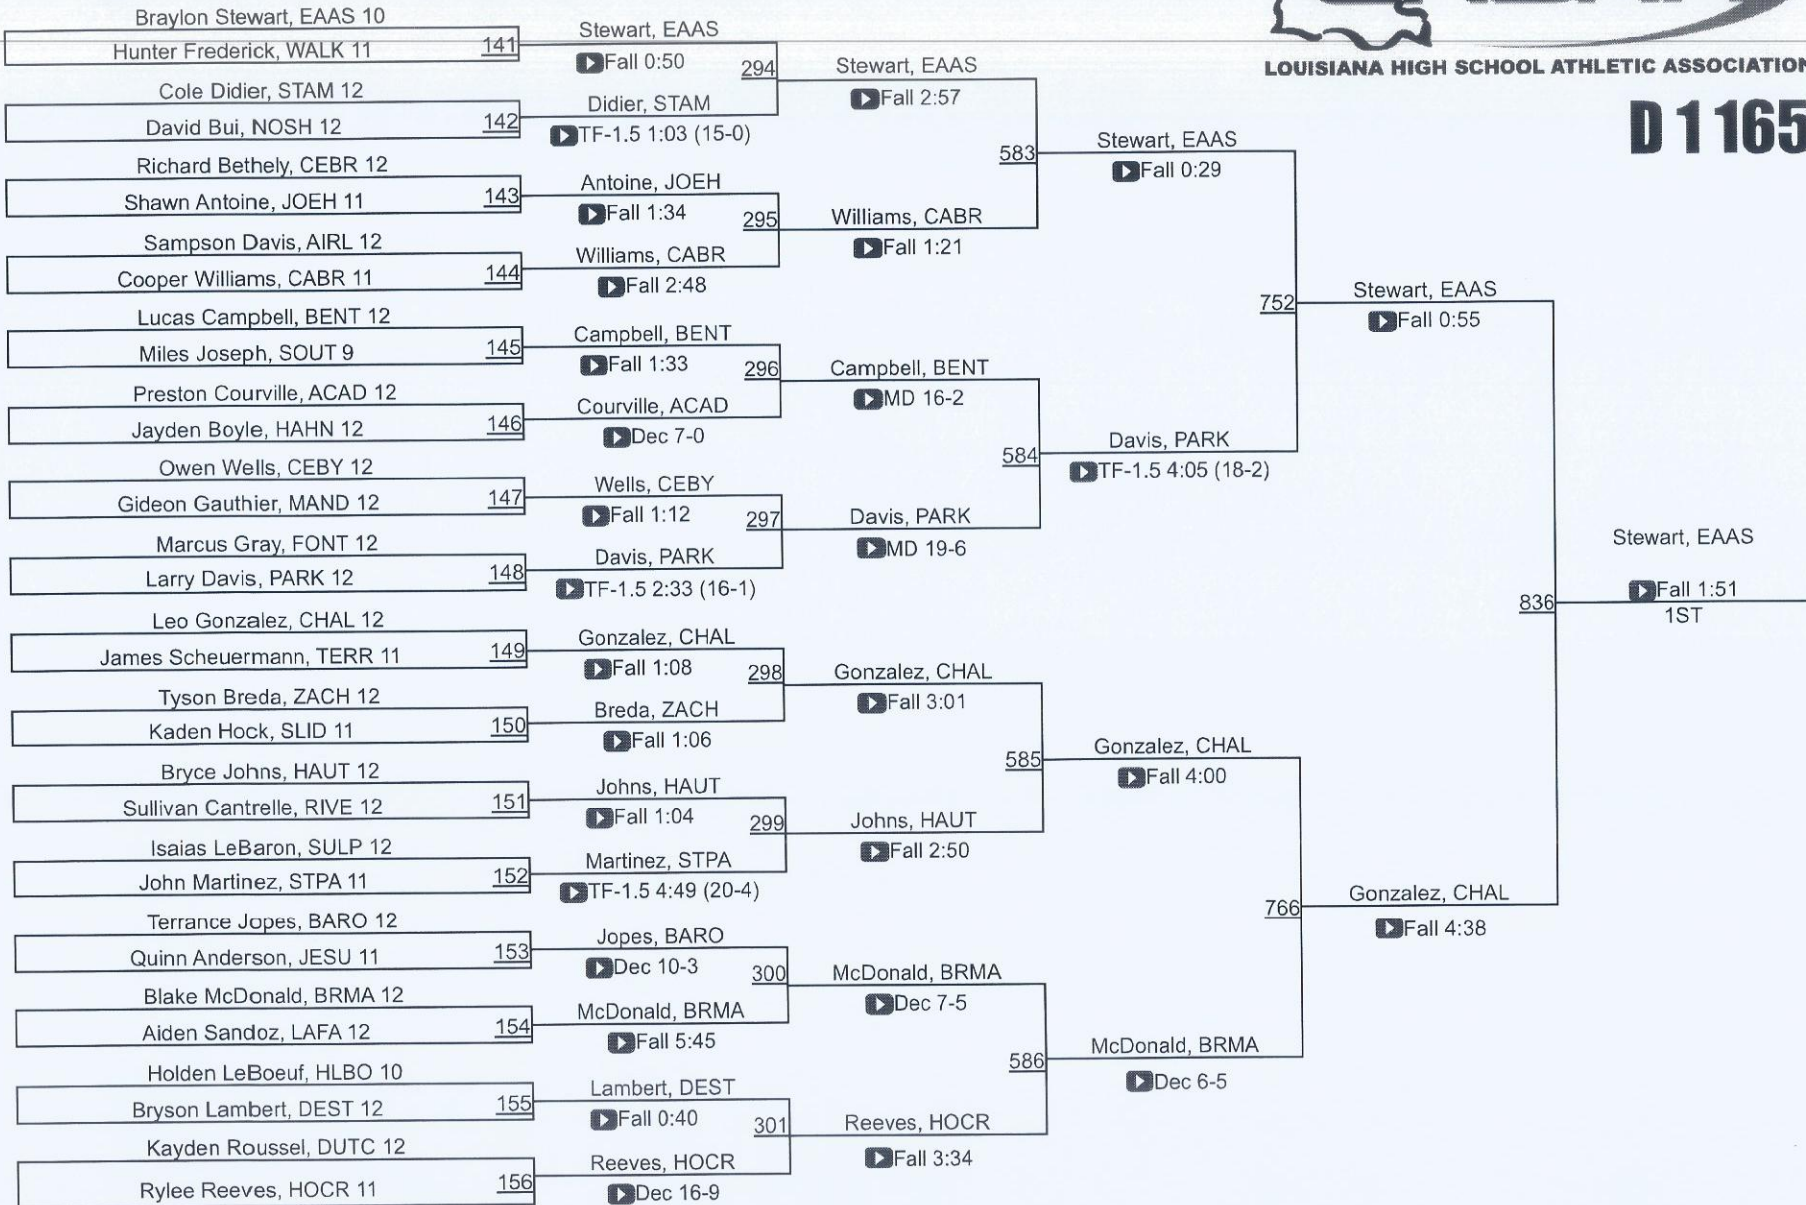 LOUISIANA HIGH SCHOOL ATHLETIC ASSOCIATION
D 1 165
Braylon Stewart, EAAS 10
Hunter Frederick, WALK 11
141
Cole Didier, STAM 12
David Bui, NOSH 12
142
Richard Bethely, CEBR 12
Shawn Antoine, JOEH 11
143
Sampson Davis, AIRL 12
Cooper Williams, CABR 11
144
Lucas Campbell, BENT 12
Miles Joseph, SOUT 9
145
Preston Courville, ACAD 12
Jayden Boyle, HAHN 12
146
Owen Wells, CEBY 12
Gideon Gauthier, MAND 12
147
Marcus Gray, FONT 12
Larry Davis, PARK 12
148
Leo Gonzalez, CHAL 12
James Scheuermann, TERR 11
149
Tyson Breda, ZACH 12
Kaden Hock, SLID 11
150
Bryce Johns, HAUT 12
Sullivan Cantrelle, RIVE 12
151
Isaias LeBaron, SULP 12
John Martinez, STPA 11
152
Terrance Jopes, BARO 12
Quinn Anderson, JESU 11
153
Blake McDonald, BRMA 12
Aiden Sandoz, LAFA 12
154
Holden LeBoeuf, HLBO 10
Bryson Lambert, DEST 12
155
Kayden Roussel, DUTC 12
Rylee Reeves, HOCR 11
156
Stewart, EAAS
Fall 0:50
294
Didier, STAM
TF-1.5 1:03 (15-0)
Antoine, JOEH
Fall 1:34
295
Williams, CABR
Fall 2:48
Campbell, BENT
Fall 1:33
296
Courville, ACAD
Dec 7-0
Wells, CEBY
Fall 1:12
297
Davis, PARK
TF-1.5 2:33 (16-1)
Gonzalez, CHAL
Fall 1:08
298
Breda, ZACH
Fall 1:06
Johns, HAUT
Fall 1:04
299
Martinez, STPA
TF-1.5 4:49 (20-4)
Jopes, BARO
Dec 10-3
300
McDonald, BRMA
Fall 5:45
Lambert, DEST
Fall 0:40
301
Reeves, HOCR
Dec 16-9
Stewart, EAAS
Fall 2:57
583
Williams, CABR
Fall 1:21
Campbell, BENT
MD 16-2
584
Davis, PARK
MD 19-6
Gonzalez, CHAL
Fall 3:01
585
Johns, HAUT
Fall 2:50
McDonald, BRMA
Dec 7-5
586
Reeves, HOCR
Fall 3:34
Stewart, EAAS
Fall 0:29
752
Davis, PARK
TF-1.5 4:05 (18-2)
Gonzalez, CHAL
Fall 4:00
766
McDonald, BRMA
Dec 6-5
Stewart, EAAS
Fall 0:55
836
Gonzalez, CHAL
Fall 4:38
Stewart, EAAS
Fall 1:51
1ST